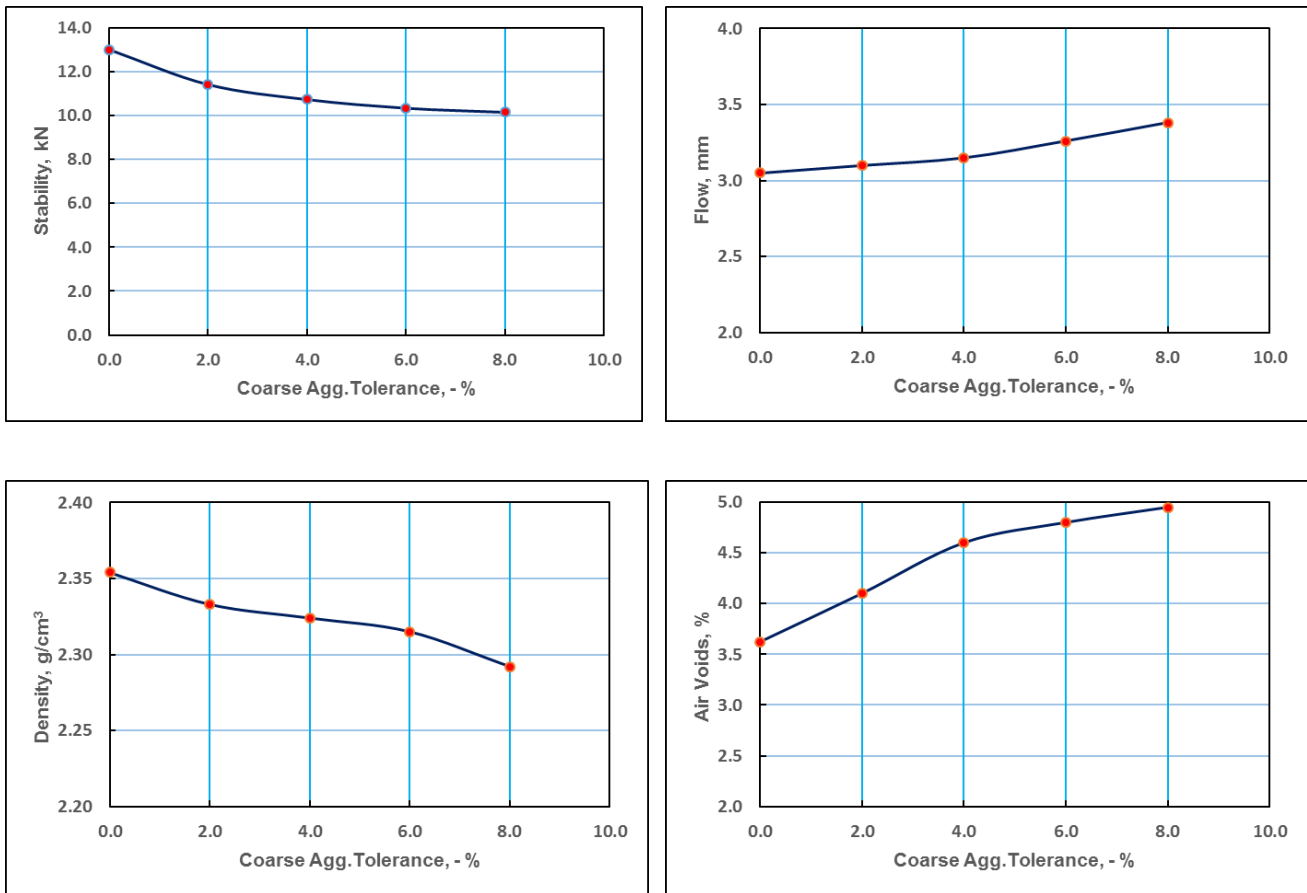 14.0
12.0
10.0
8.0
6.0
4.0
2.0
0.0
Stability, kN
0.0 2.0 4.0 6.0 8.0 10.0
Coarse Agg.Tolerance, - %
4.0
3.5
3.0
2.5
2.0
Flow, mm
0.0 2.0 4.0 6.0 8.0 10.0
Coarse Agg.Tolerance, - %
2.40
2.35
2.30
2.25
2.20
Density, g/cm³
0.0 2.0 4.0 6.0 8.0 10.0
Coarse Agg.Tolerance, - %
5.0
4.5
4.0
3.5
3.0
2.5
2.0
Air Voids, %
0.0 2.0 4.0 6.0 8.0 10.0
Coarse Agg.Tolerance, - %